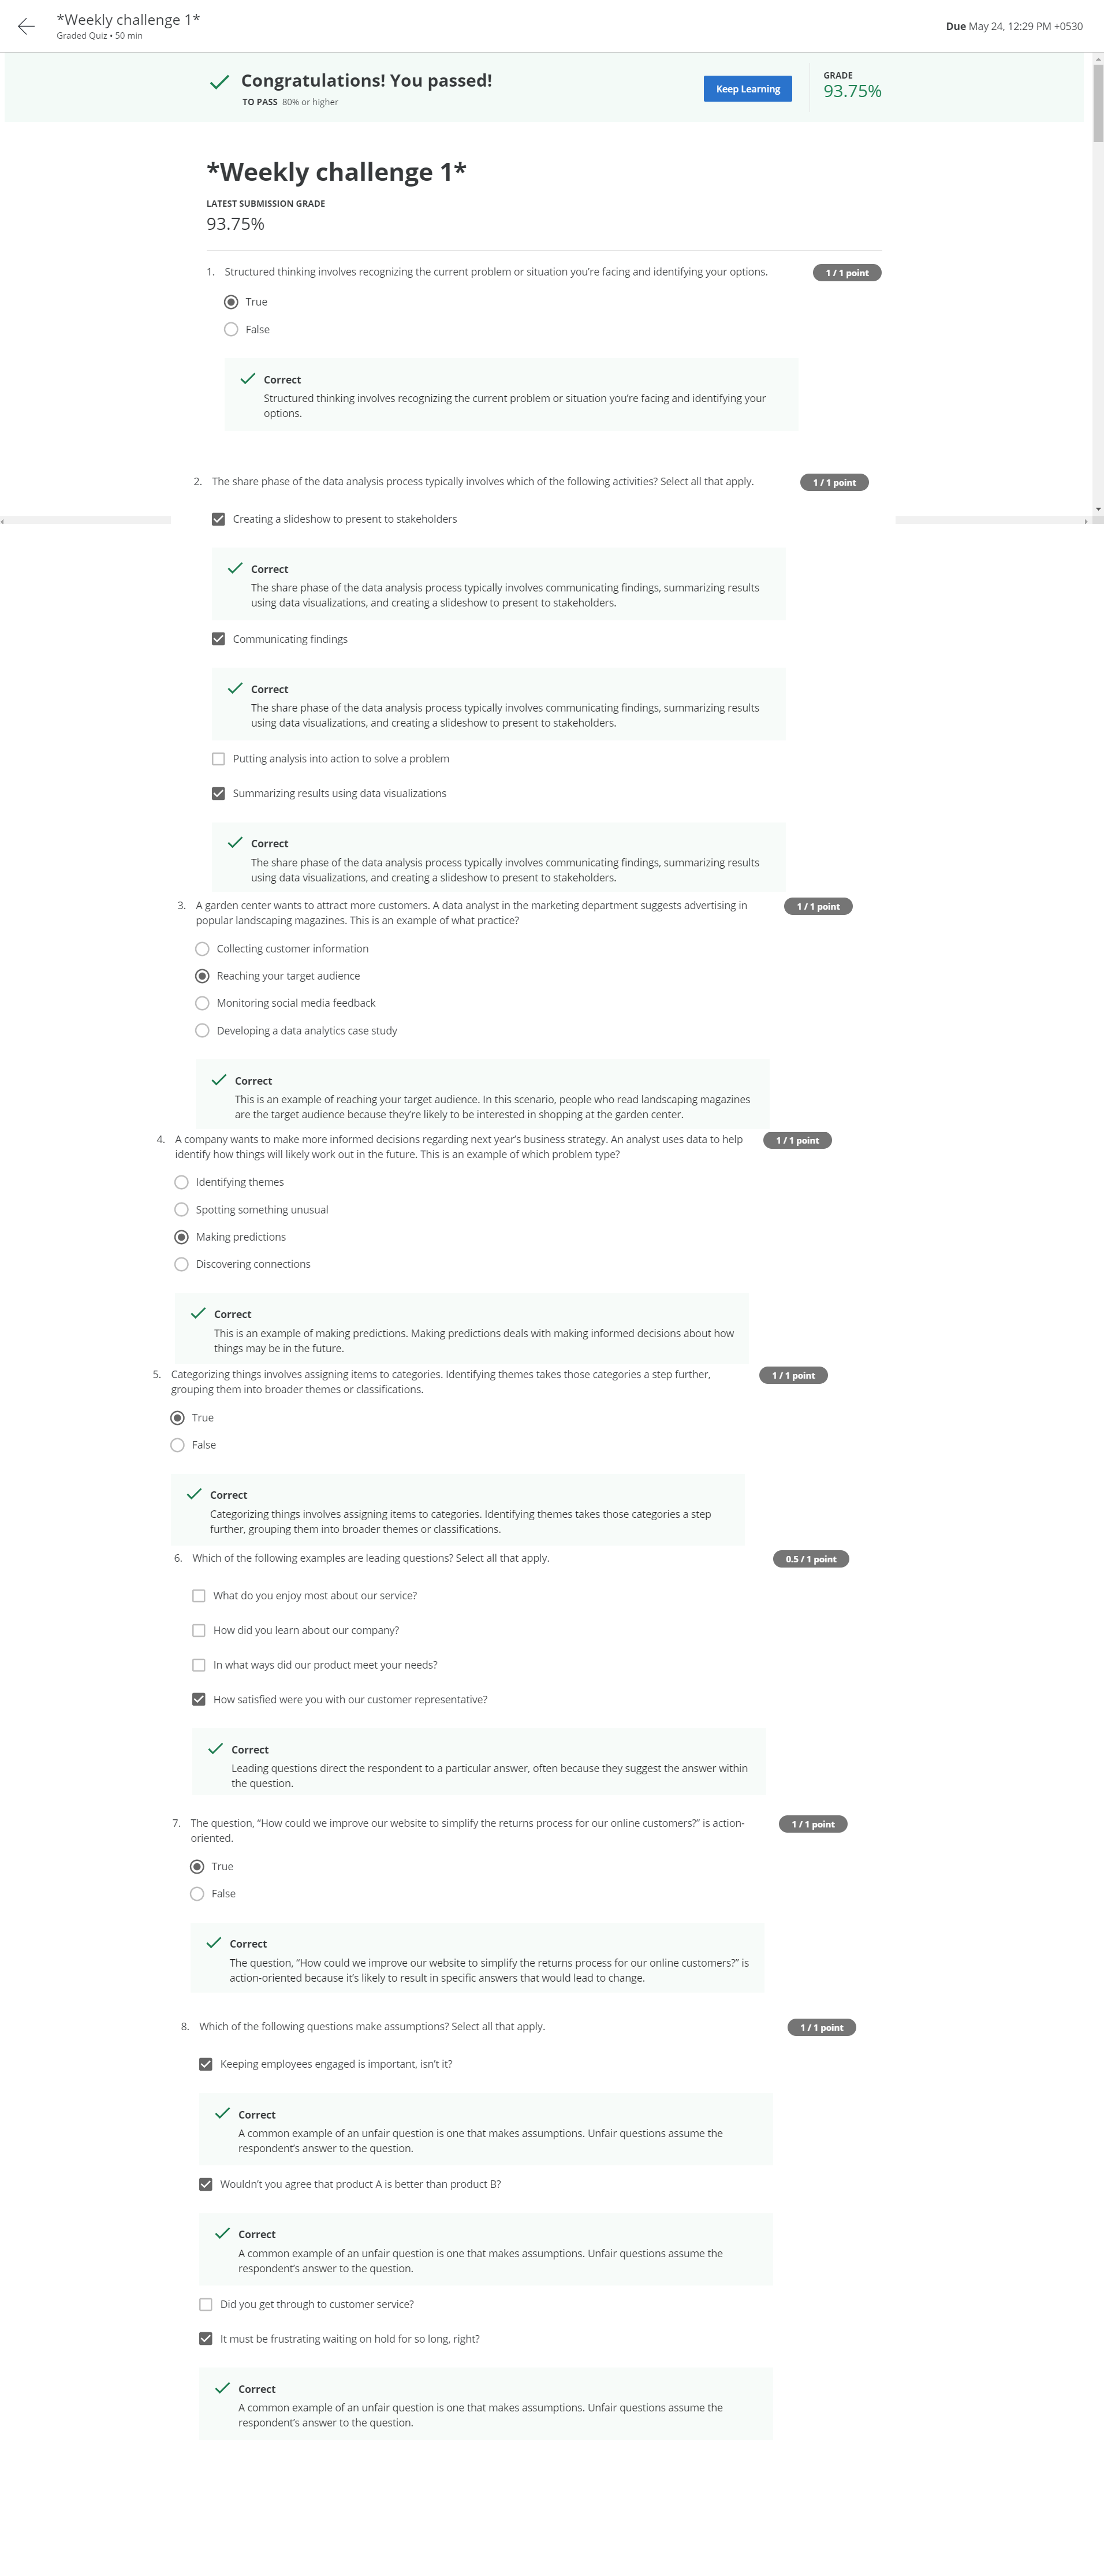 *Weekly challenge 1*
Graded Quiz • 50 min
Due May 24, 12:29 PM +0530
Congratulations! You passed!
TO PASS 80% or higher
Keep Learning
GRADE
93.75%
*Weekly challenge 1*
LATEST SUBMISSION GRADE
93.75%
1. Structured thinking involves recognizing the current problem or situation you’re facing and identifying your options.
1 / 1 point
True
False
Correct
Structured thinking involves recognizing the current problem or situation you’re facing and identifying your
options.
2. The share phase of the data analysis process typically involves which of the following activities? Select all that apply.
1 / 1 point
Creating a slideshow to present to stakeholders
Correct
The share phase of the data analysis process typically involves communicating findings, summarizing results
using data visualizations, and creating a slideshow to present to stakeholders.
Communicating findings
Correct
The share phase of the data analysis process typically involves communicating findings, summarizing results
using data visualizations, and creating a slideshow to present to stakeholders.
Putting analysis into action to solve a problem
Summarizing results using data visualizations
Correct
The share phase of the data analysis process typically involves communicating findings, summarizing results
using data visualizations, and creating a slideshow to present to stakeholders.
3. A garden center wants to attract more customers. A data analyst in the marketing department suggests advertising in
1 / 1 point
popular landscaping magazines. This is an example of what practice?
Collecting customer information
Reaching your target audience
Monitoring social media feedback
Developing a data analytics case study
Correct
This is an example of reaching your target audience. In this scenario, people who read landscaping magazines
are the target audience because they’re likely to be interested in shopping at the garden center.
4. A company wants to make more informed decisions regarding next year’s business strategy. An analyst uses data to help
1 / 1 point
identify how things will likely work out in the future. This is an example of which problem type?
Identifying themes
Spotting something unusual
Making predictions
Discovering connections
Correct
This is an example of making predictions. Making predictions deals with making informed decisions about how
things may be in the future.
5. Categorizing things involves assigning items to categories. Identifying themes takes those categories a step further,
1 / 1 point
grouping them into broader themes or classifications.
True
False
Correct
Categorizing things involves assigning items to categories. Identifying themes takes those categories a step
further, grouping them into broader themes or classifications.
6. Which of the following examples are leading questions? Select all that apply.
0.5 / 1 point
What do you enjoy most about our service?
How did you learn about our company?
In what ways did our product meet your needs?
How satisfied were you with our customer representative?
Correct
Leading questions direct the respondent to a particular answer, often because they suggest the answer within
the question.
7. The question, “How could we improve our website to simplify the returns process for our online customers?” is action-
1 / 1 point
oriented.
True
False
Correct
The question, “How could we improve our website to simplify the returns process for our online customers?” is
action-oriented because it’s likely to result in specific answers that would lead to change.
8. Which of the following questions make assumptions? Select all that apply.
1 / 1 point
Keeping employees engaged is important, isn’t it?
Correct
A common example of an unfair question is one that makes assumptions. Unfair questions assume the
respondent’s answer to the question.
Wouldn’t you agree that product A is better than product B?
Correct
A common example of an unfair question is one that makes assumptions. Unfair questions assume the
respondent’s answer to the question.
Did you get through to customer service?
It must be frustrating waiting on hold for so long, right?
Correct
A common example of an unfair question is one that makes assumptions. Unfair questions assume the
respondent’s answer to the question.